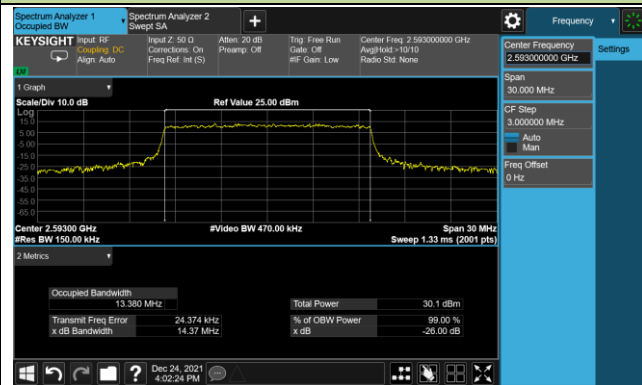 Spectrum Analyzer 1
Occupied BW
Spectrum Analyzer 2
Swept SA
Frequency
KEYSIGHT
Input: RF
Coupling: DC
Align: Auto
Input Z: 50 Ω
Corrections: On
Freq Ref: Int (S)
Atten: 20 dB
Preamp: Off
Trig: Free Run
Gate: Off
#IF Gain: Low
Center Freq: 2.593000000 GHz
Avg|Hold:>10/10
Radio Std: None
Center Frequency
2.593000000 GHz
Settings
Span
30.000 MHz
CF Step
3.000000 MHz
Auto
Man
Freq Offset
0 Hz
1 Graph
Scale/Div 10.0 dB
Ref Value 25.00 dBm
Log
15.0
5.00
-5.00
-15.0
-25.0
-35.0
-45.0
-55.0
-65.0
Center 2.59300 GHz
#Video BW 470.00 kHz
Span 30 MHz
#Res BW 150.00 kHz
Sweep 1.33 ms (2001 pts)
2 Metrics
Occupied Bandwidth
13.380 MHz
Total Power
30.1 dBm
Transmit Freq Error
24.374 kHz
% of OBW Power
99.00 %
x dB Bandwidth
14.37 MHz
x dB
-26.00 dB
Dec 24, 2021
4:02:24 PM